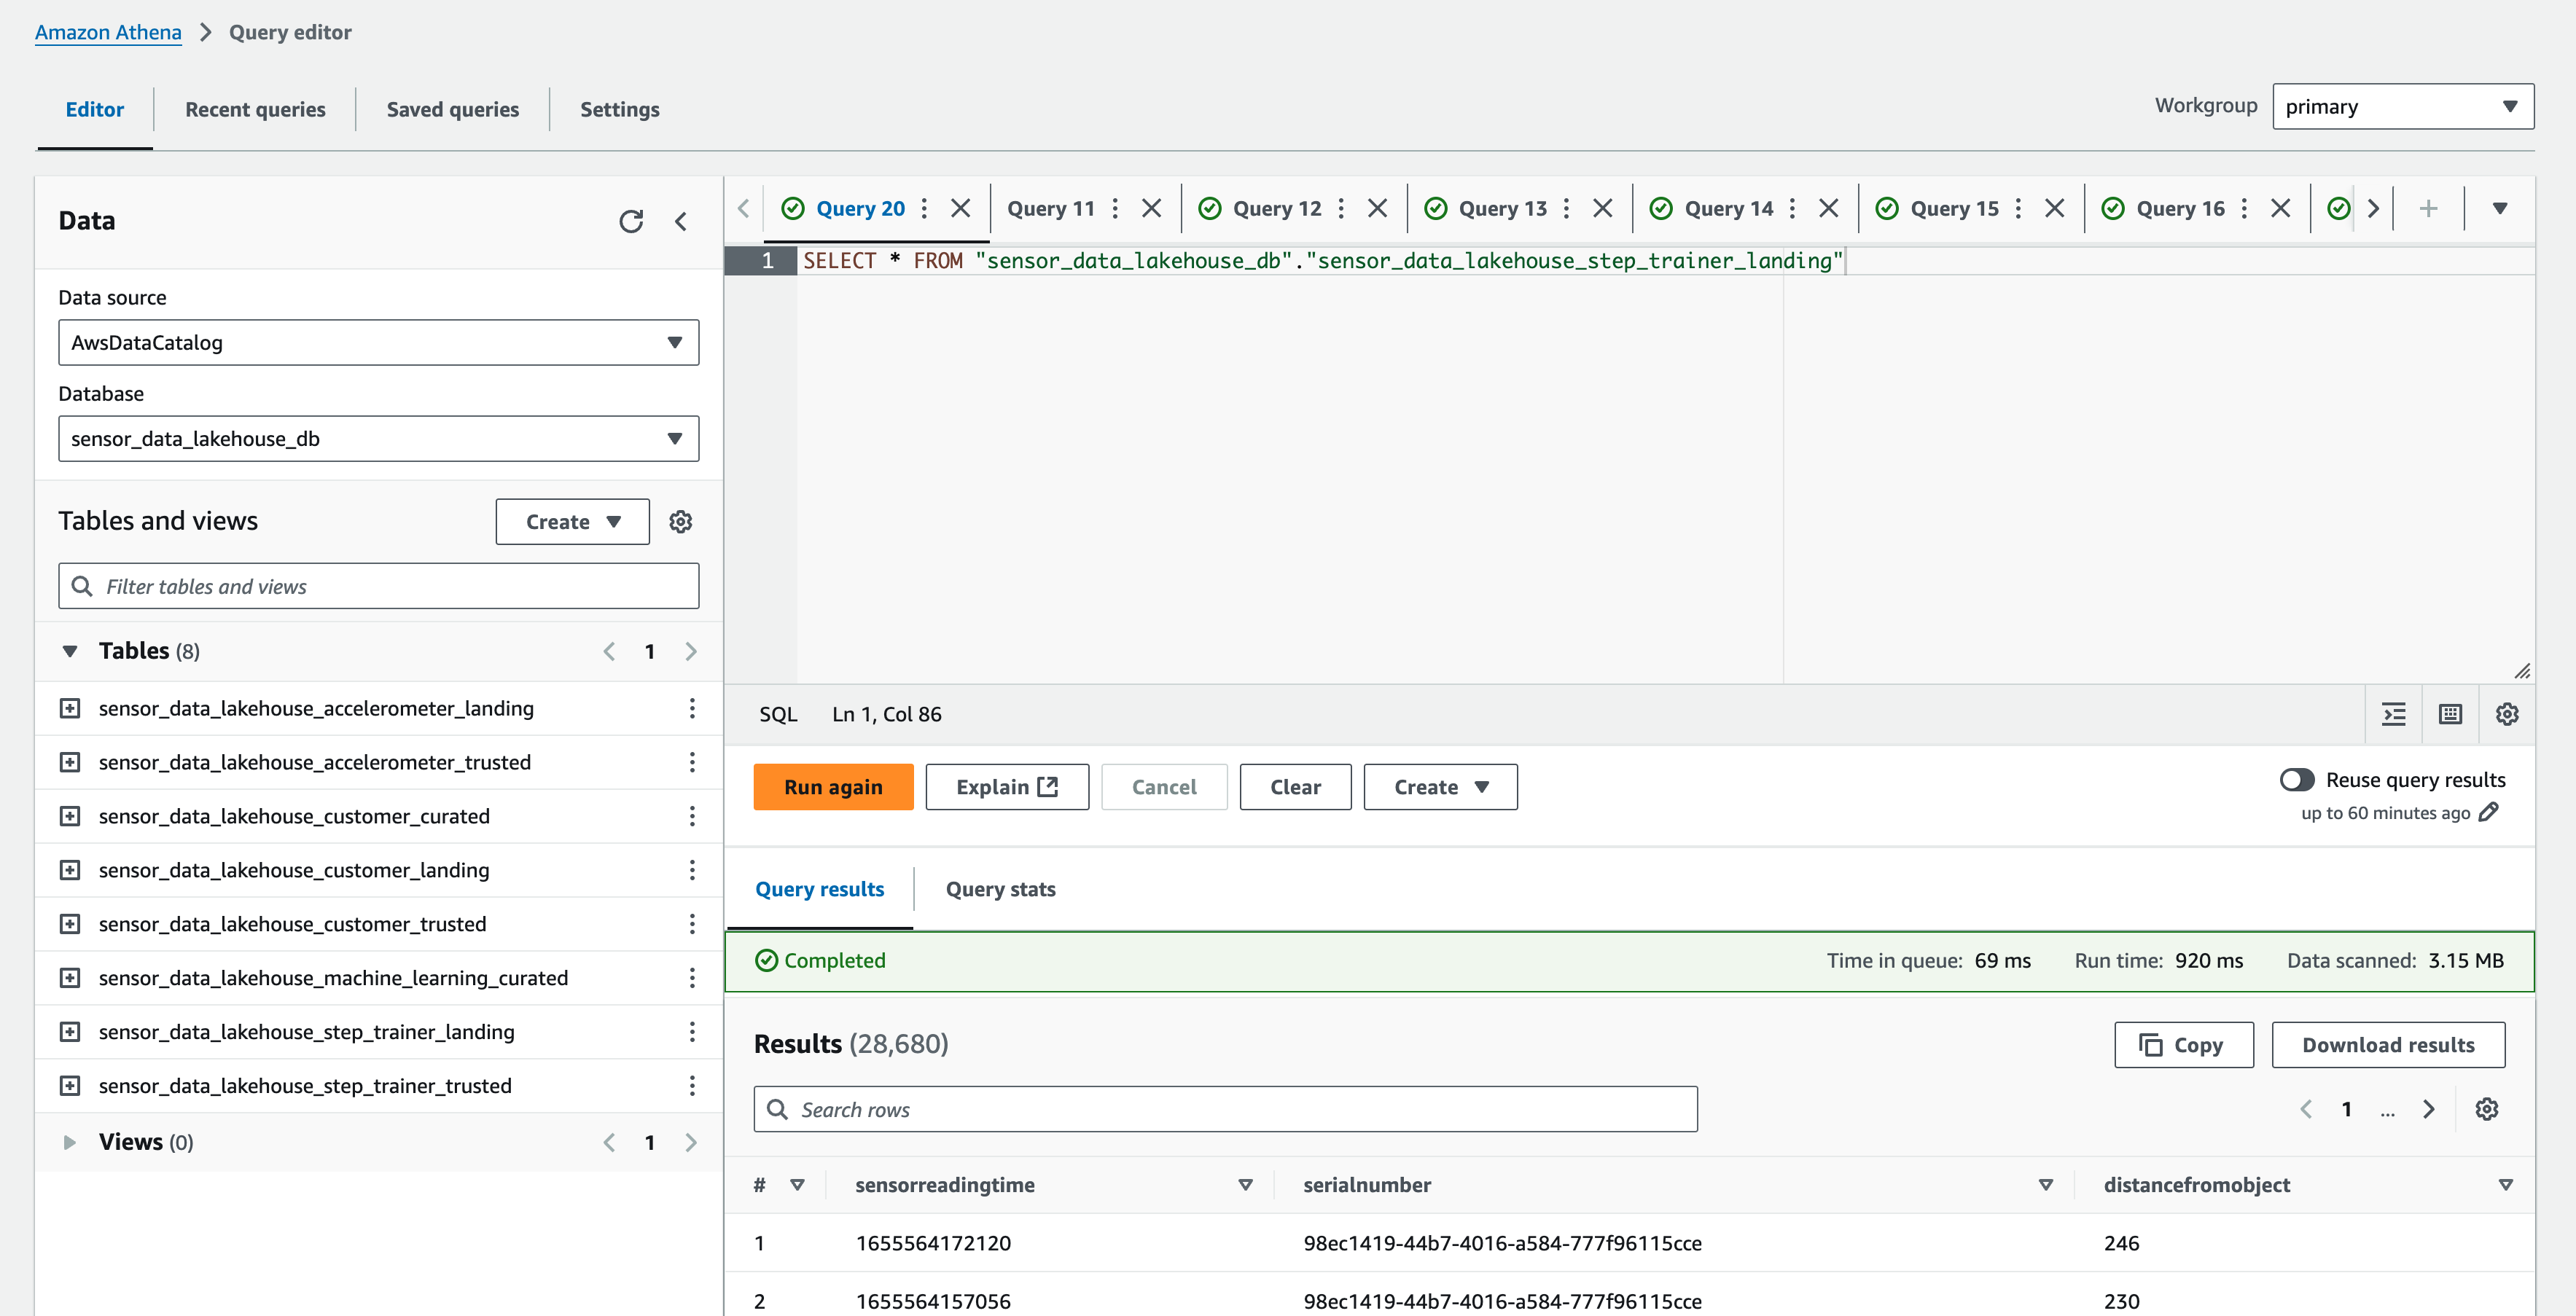 Amazon Athena > Query editor
Editor
Recent queries
Saved queries
Settings
Workgroup
primary
Data
Data source
AwsDataCatalog
Database
sensor_data_lakehouse_db
Tables and views
Create
Filter tables and views
Tables (8)
1
sensor_data_lakehouse_accelerometer_landing
sensor_data_lakehouse_accelerometer_trusted
sensor_data_lakehouse_customer_curated
sensor_data_lakehouse_customer_landing
sensor_data_lakehouse_customer_trusted
sensor_data_lakehouse_machine_learning_curated
sensor_data_lakehouse_step_trainer_landing
sensor_data_lakehouse_step_trainer_trusted
Views (0)
1
Query 20
Query 11
Query 12
Query 13
Query 14
Query 15
Query 16
1 SELECT * FROM "sensor_data_lakehouse_db"."sensor_data_lakehouse_step_trainer_landing"
SQL Ln 1, Col 86
Run again
Explain
Cancel
Clear
Create
Reuse query results
up to 60 minutes ago
Query results
Query stats
Completed
Time in queue: 69 ms Run time: 920 ms Data scanned: 3.15 MB
Results (28,680)
Copy
Download results
Search rows
1 ...
# sensorreadingtime serialnumber distancefromobject
1 1655564172120 98ec1419-44b7-4016-a584-777f96115cce 246
2 1655564157056 98ec1419-44b7-4016-a584-777f96115cce 230